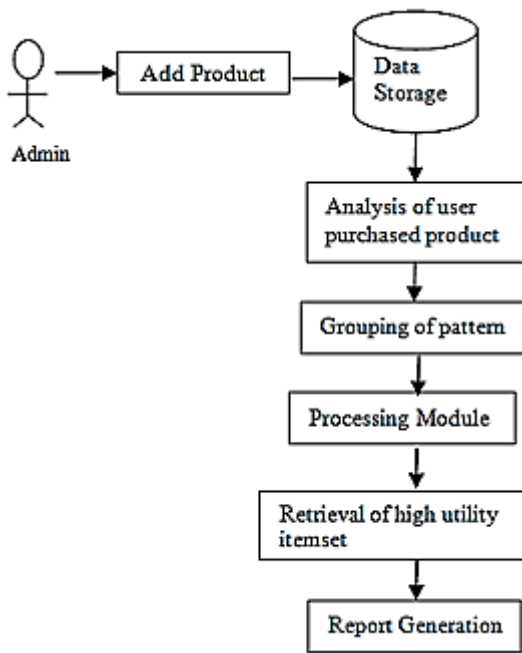 Add Product
Data
Storage
Admin
Analysis of user
purchased product
Grouping of pattern
Processing Module
Retrieval of high utility
itemset
Report Generation